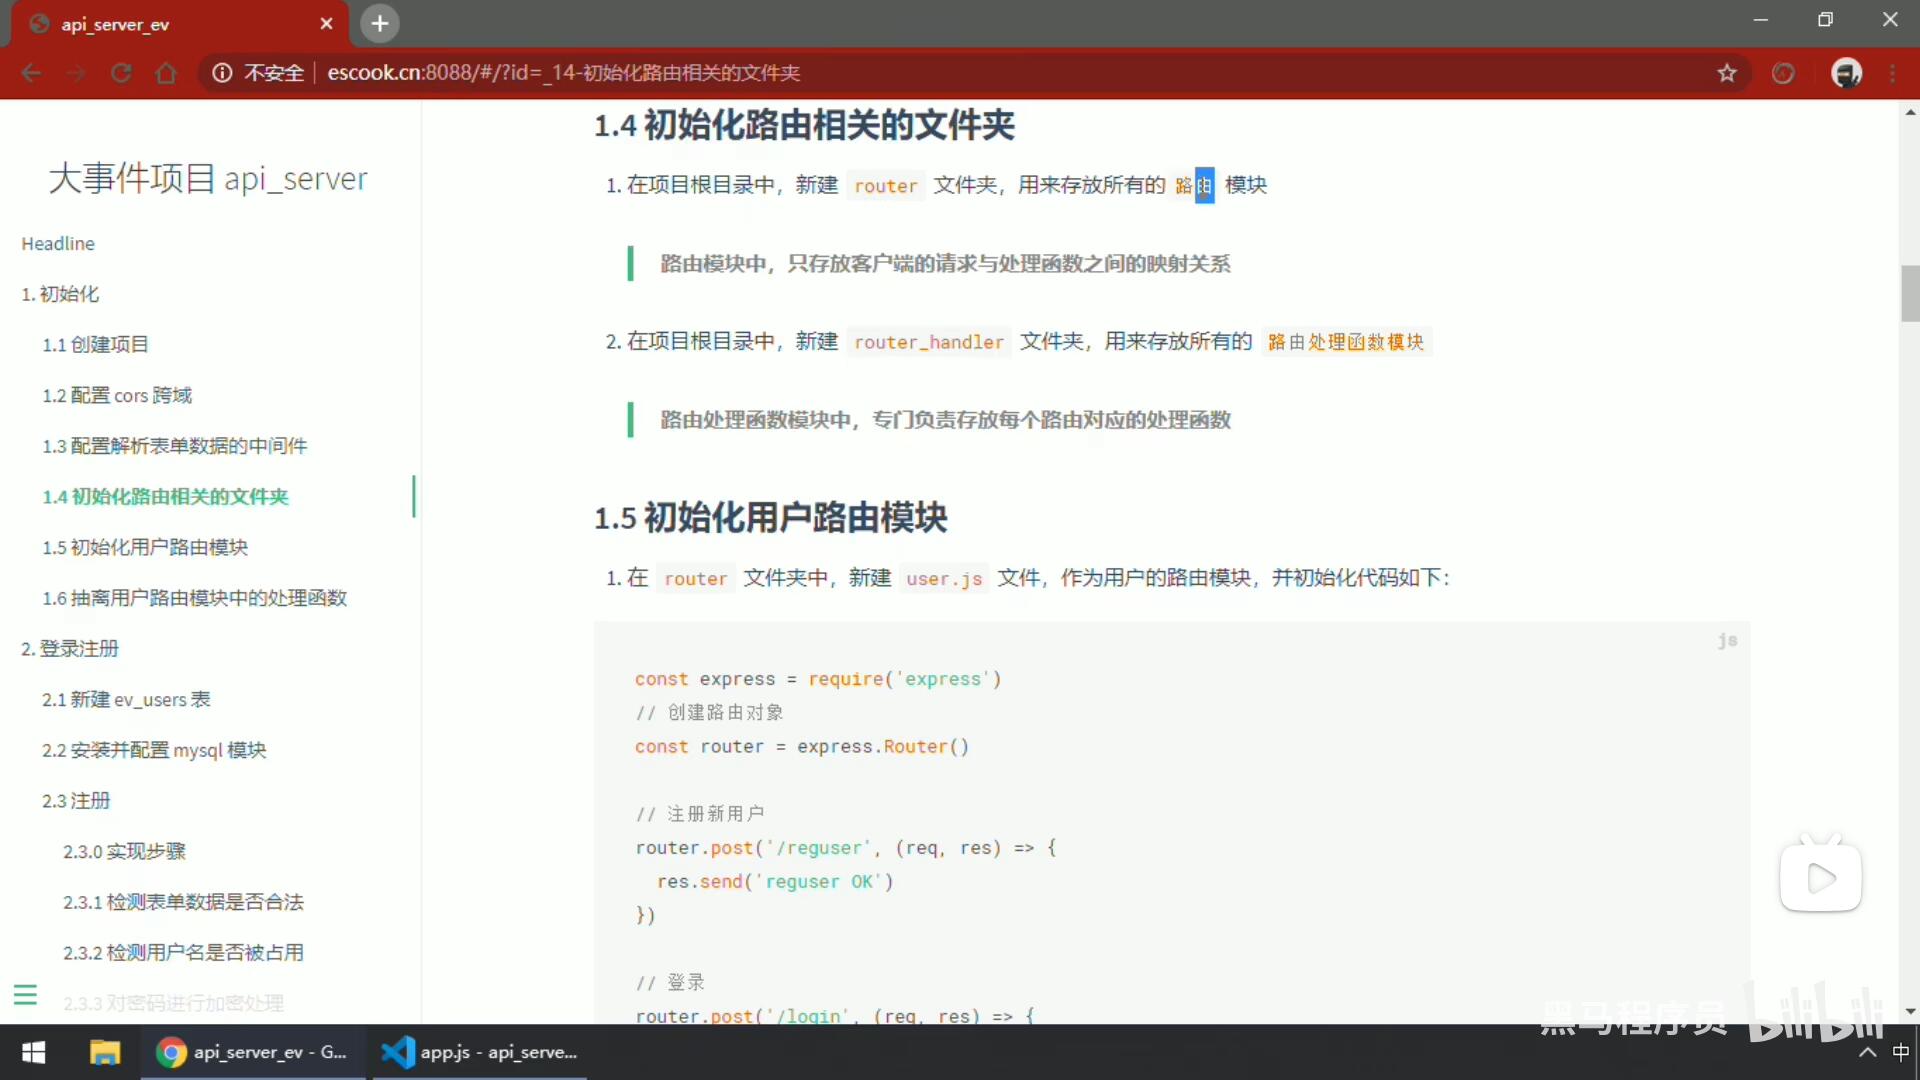 api_server_ev
不安全 escook.cn:8088/#/?id=_14-初始化路由相关的文件夹
大事件项目 api_server
Headline
1. 初始化
1.1 创建项目
1.2 配置 cors 跨域
1.3 配置解析表单数据的中间件
1.4 初始化路由相关的文件夹
1.5 初始化用户路由模块
1.6 抽离用户路由模块中的处理函数
2. 登录注册
2.1 新建 ev_users 表
2.2 安装并配置 mysql 模块
2.3 注册
2.3.0 实现步骤
2.3.1 检测表单数据是否合法
2.3.2 检测用户名是否被占用
2.3.3 对密码进行加密处理
1.4 初始化路由相关的文件夹
1. 在项目根目录中，新建 router 文件夹，用来存放所有的 路由 模块
路由模块中，只存放客户端的请求与处理函数之间的映射关系
2. 在项目根目录中，新建 router_handler 文件夹，用来存放所有的 路由处理函数模块
路由处理函数模块中，专门负责存放每个路由对应的处理函数
1.5 初始化用户路由模块
1. 在 router 文件夹中，新建 user.js 文件，作为用户的路由模块，并初始化代码如下：
js
const express = require('express')
// 创建路由对象
const router = express.Router()
// 注册新用户
router.post('/reguser', (req, res) => {
res.send('reguser OK')
})
// 登录
router.post('/login', (req, res) => {
黑马程序员 bilibili
api_server_ev - G...
app.js - api_serve...
中